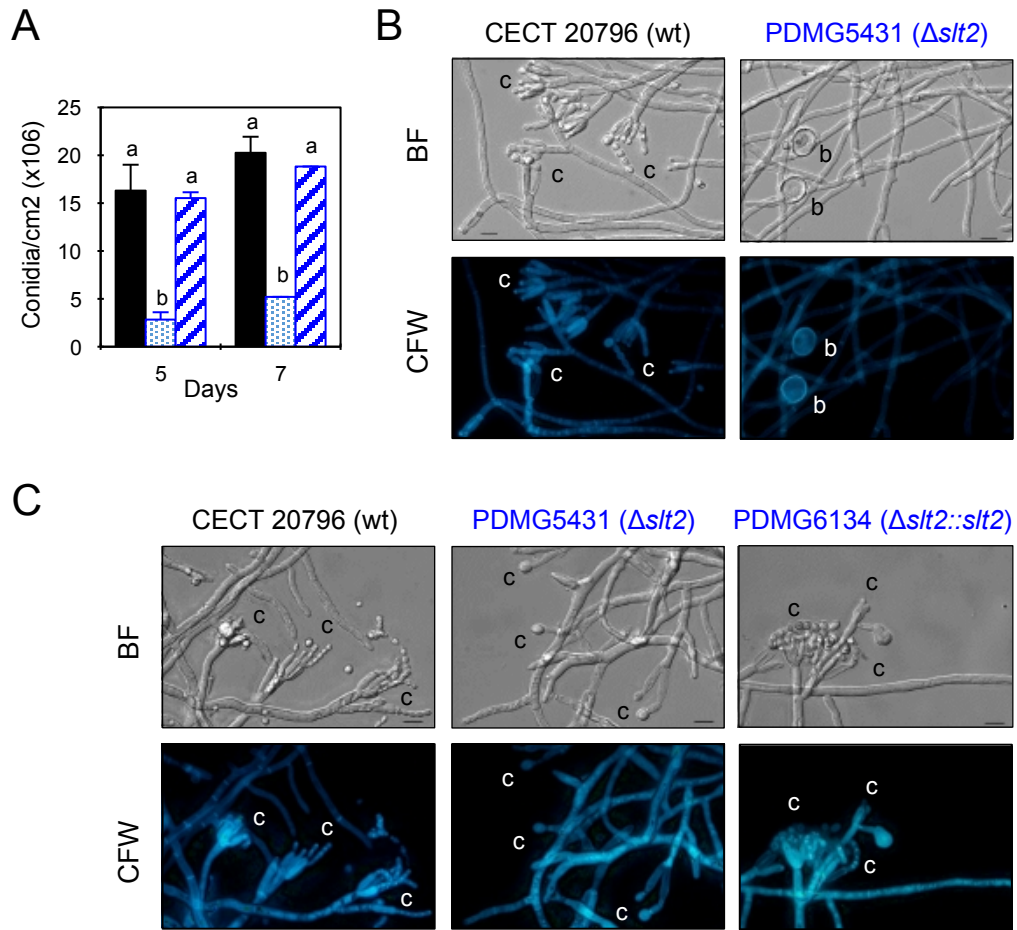 A
Conidia/cm2 (x106)
25
20
15
10
5
0
a
b
a
a
b
a
5
7
Days
B
CECT 20796 (wt)
PDMG5431 (Δslt2)
BF
c
c
c
b
b
CFW
c
c
c
b
b
C
CECT 20796 (wt)
PDMG5431 (Δslt2)
PDMG6134 (Δslt2::slt2)
BF
c
c
c
c
c
c
c
c
c
CFW
c
c
c
c
c
c
c
c
c